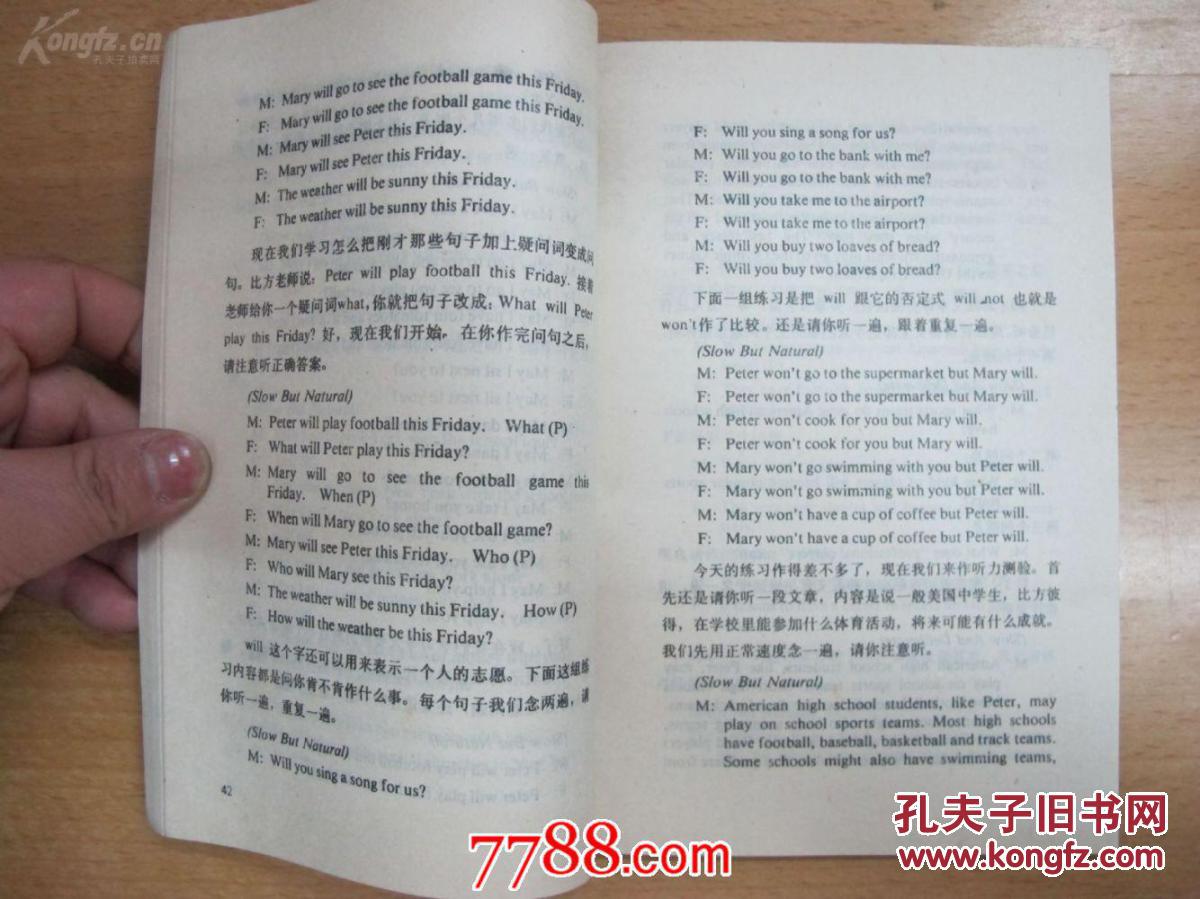 Kongfz.cn
孔夫子旧书网
M: Mary will go to see the football game this Friday.
F: Mary will go to see the football game this Friday.
M: Mary will see Peter this Friday.
F: Mary will see Peter this Friday.
M: The weather will be sunny this Friday.
F: The weather will be sunny this Friday.
现在我们学习怎么把刚才那些句子加上疑问词变成问
句。比方老师说: Peter will play football this Friday. 接着
老师给你一个疑问词what, 你就把句子改成: What will Peter
play this Friday? 好, 现在我们开始。在你作完问句之后,
请注意听正确答案。
(Slow But Natural)
M: Peter will play football this Friday. What (P)
F: What will Peter play this Friday?
M: Mary will go to see the football game this
Friday. When (P)
F: When will Mary go to see the football game?
M: Mary will see Peter this Friday. Who (P)
F: Who will Mary see this Friday?
M: The weather will be sunny this Friday. How (P)
F: How will the weather be this Friday?
will 这个字还可以用来表示一个人的志愿。下面这组练
习内容都是问你肯不肯作什么事。每个句子我们念两遍, 请
你听一遍, 重复一遍。
(Slow But Natural)
M: Will you sing a song for us?
42
F: Will you sing a song for us?
M: Will you go to the bank with me?
F: Will you go to the bank with me?
M: Will you take me to the airport?
F: Will you take me to the airport?
M: Will you buy two loaves of bread?
F: Will you buy two loaves of bread?
下面一组练习是把 will 跟它的否定式 will not 也就是
won't作了比较。还是请你听一遍, 跟着重复一遍。
(Slow But Natural)
M: Peter won't go to the supermarket but Mary will.
F: Peter won't go to the supermarket but Mary will.
M: Peter won't cook for you but Mary will.
F: Peter won't cook for you but Mary will.
M: Mary won't go swimming with you but Peter will.
F: Mary won't go swimming with you but Peter will.
M: Mary won't have a cup of coffee but Peter will.
F: Mary won't have a cup of coffee but Peter will.
今天的练习作得差不多了, 现在我们来作听力测验。首
先还是请你听一段文章, 内容是说一般美国中学生, 比方彼
得, 在学校里能参加什么体育活动, 将来可能有什么成就。
我们先用正常速度念一遍, 请你注意听。
(Slow But Natural)
M: American high school students, like Peter, may
play on school sports teams. Most high schools
have football, baseball, basketball and track teams.
Some schools might also have swimming teams,
7788.com
孔夫子旧书网
www.kongfz.com